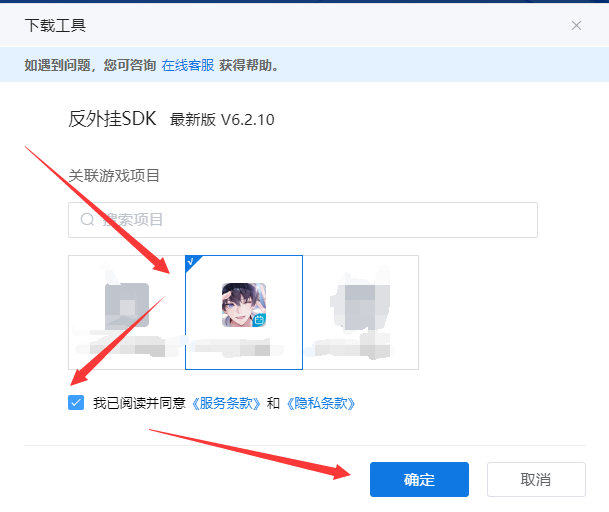 下载工具
如遇到问题，您可咨询 在线客服 获得帮助。
反外挂SDK 最新版 V6.2.10
关联游戏项目
搜索项目
我已阅读并同意《服务条款》和《隐私条款》
确定 取消